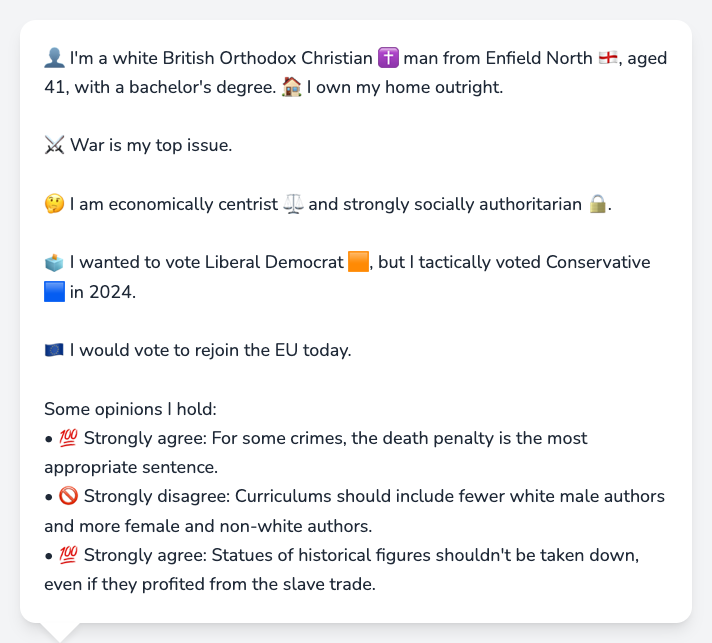 👤 I'm a white British Orthodox Christian ✝️ man from Enfield North 🏴󠁧󠁢󠁥󠁮󠁧󠁿, aged
41, with a bachelor's degree. 🏠 I own my home outright.
⚔️ War is my top issue.
🤔 I am economically centrist ⚖️ and strongly socially authoritarian 🔒.
🗳️ I wanted to vote Liberal Democrat 🟧, but I tactically voted Conservative
🟦 in 2024.
🇪🇺 I would vote to rejoin the EU today.
Some opinions I hold:
• 💯 Strongly agree: For some crimes, the death penalty is the most
appropriate sentence.
• 🚫 Strongly disagree: Curriculums should include fewer white male authors
and more female and non-white authors.
• 💯 Strongly agree: Statues of historical figures shouldn't be taken down,
even if they profited from the slave trade.